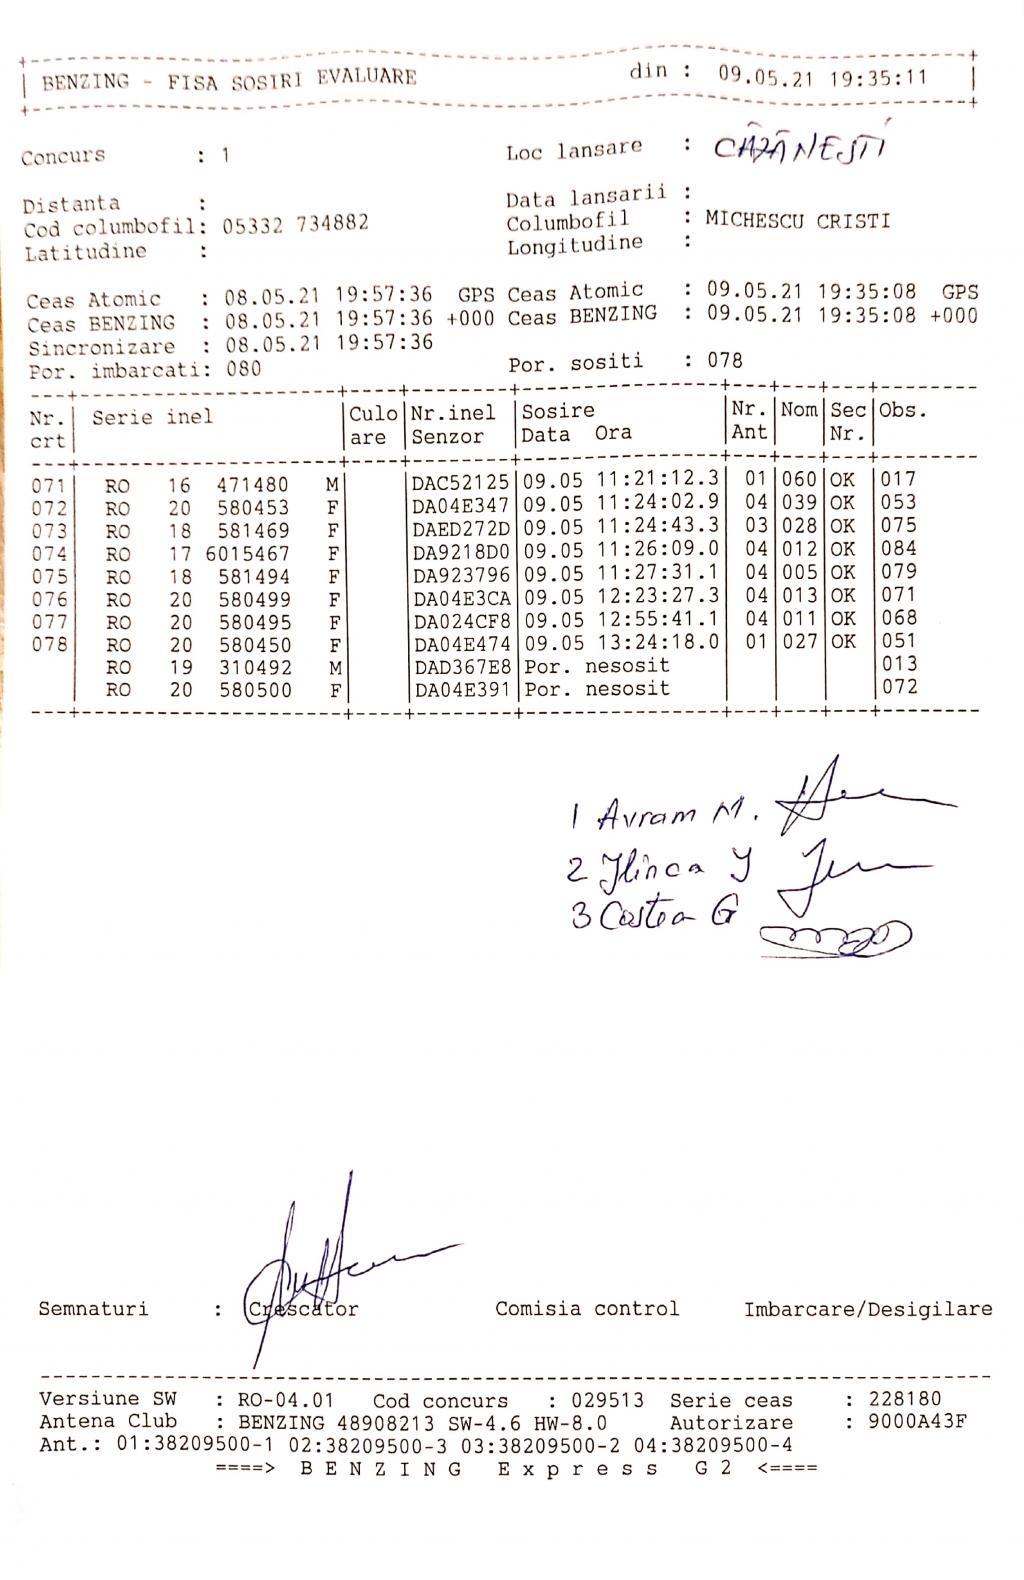 BENZING - FISA SOSIRI EVALUARE din : 09.05.21 19:35:11
Concurs : 1 Loc lansare : CĂZĂNEȘTI
Distanta : Data lansarii :
Cod columbofil: 05332 734882 Columbofil : MICHESCU CRISTI
Latitudine : Longitudine :
Ceas Atomic : 08.05.21 19:57:36 GPS Ceas Atomic : 09.05.21 19:35:08 GPS
Ceas BENZING : 08.05.21 19:57:36 +000 Ceas BENZING : 09.05.21 19:35:08 +000
Sincronizare : 08.05.21 19:57:36
Por. imbarcati: 080 Por. sositi : 078
Nr. Serie inel Culo Nr.inel Sosire Nr. Nom Sec Obs.
crt are Senzor Data Ora Ant Nr.
071 RO 16 471480 M DAC52125 09.05 11:21:12.3 01 060 OK 017
072 RO 20 580453 F DA04E347 09.05 11:24:02.9 04 039 OK 053
073 RO 18 581469 F DAED272D 09.05 11:24:43.3 03 028 OK 075
074 RO 17 6015467 F DA9218D0 09.05 11:26:09.0 04 012 OK 084
075 RO 18 581494 F DA923796 09.05 11:27:31.1 04 005 OK 079
076 RO 20 580499 F DA04E3CA 09.05 12:23:27.3 04 013 OK 071
077 RO 20 580495 F DA024CF8 09.05 12:55:41.1 04 011 OK 068
078 RO 20 580450 F DA04E474 09.05 13:24:18.0 01 027 OK 051
RO 19 310492 M DAD367E8 Por. nesosit 013
RO 20 580500 F DA04E391 Por. nesosit 072
1 Avram M.
2 Ilinca I
3 Costea G
Semnaturi : Crescator Comisia control Imbarcare/Desigilare
Versiune SW : RO-04.01 Cod concurs : 029513 Serie ceas : 228180
Antena Club : BENZING 48908213 SW-4.6 HW-8.0 Autorizare : 9000A43F
Ant.: 01:38209500-1 02:38209500-3 03:38209500-2 04:38209500-4
====> B E N Z I N G E x p r e s s G 2 <====